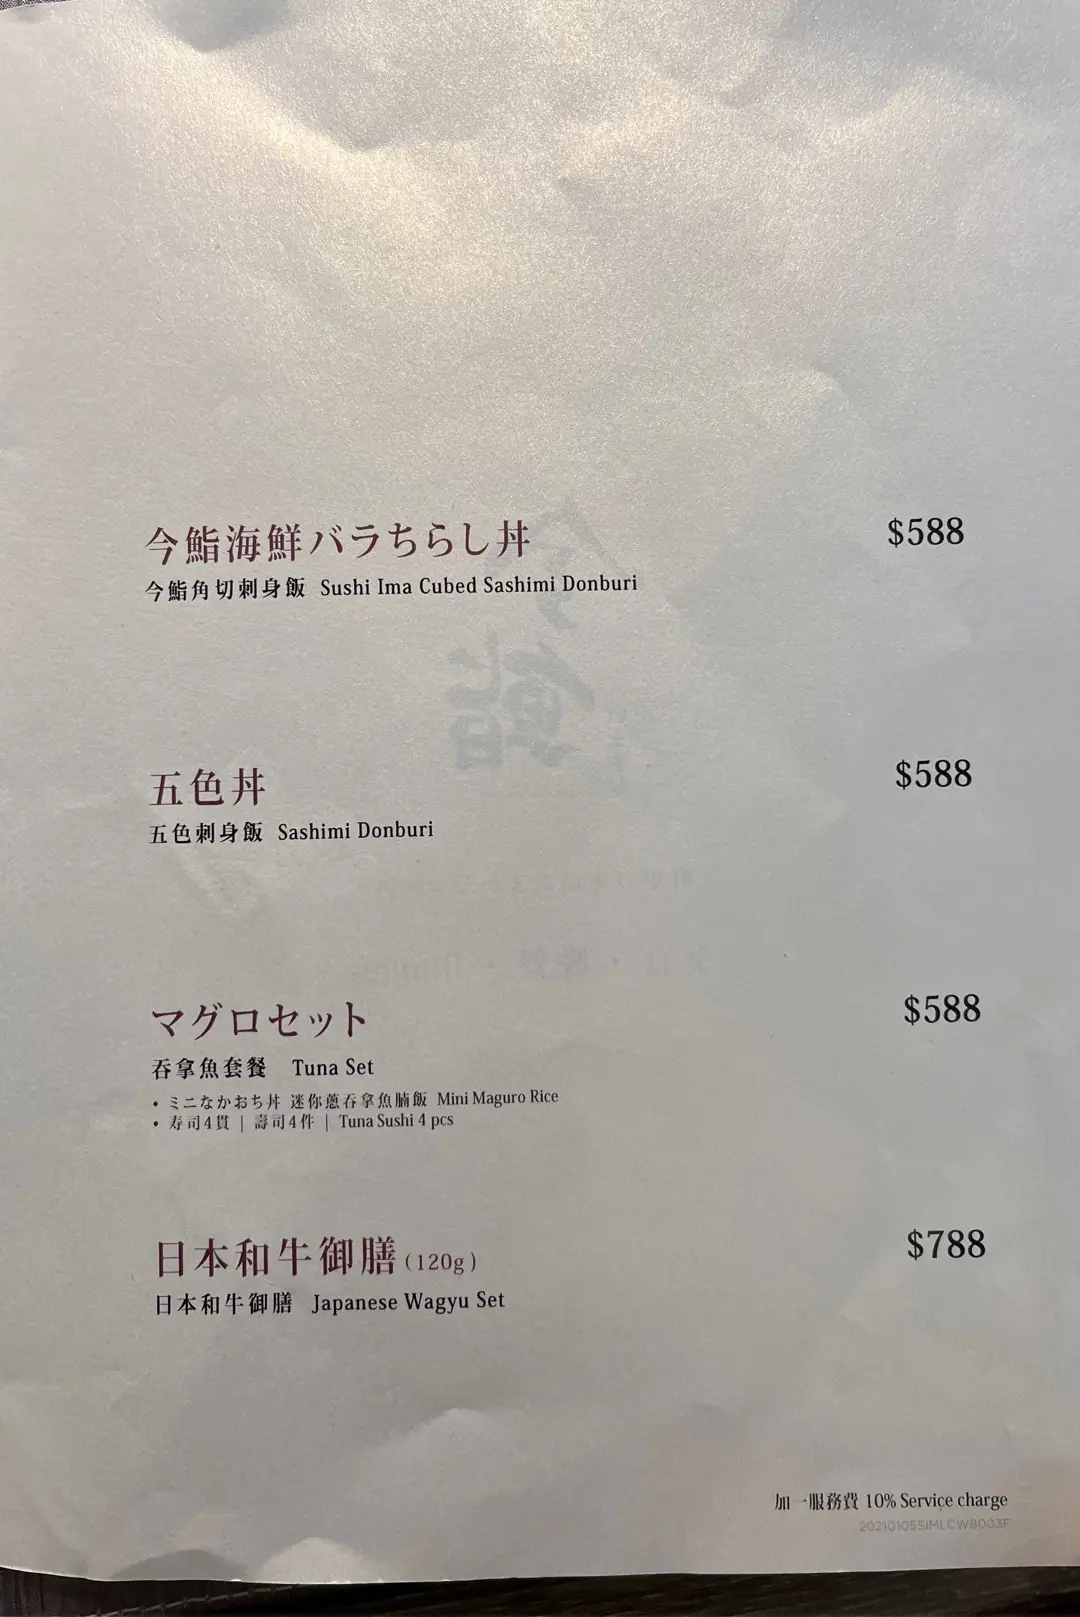 今鮨海鮮バラちらし丼 $588
今鮨角切刺身飯 Sushi Ima Cubed Sashimi Donburi
五色丼 $588
五色刺身飯 Sashimi Donburi
マグロセット $588
吞拿魚套餐 Tuna Set
• ミニなかおち丼 迷你蔥吞拿魚腩飯 Mini Maguro Rice
• 寿司4貫 | 壽司4件 | Tuna Sushi 4 pcs
日本和牛御膳 (120g) $788
日本和牛御膳 Japanese Wagyu Set
加一服務費 10% Service charge
20210105SIMLCW8003F